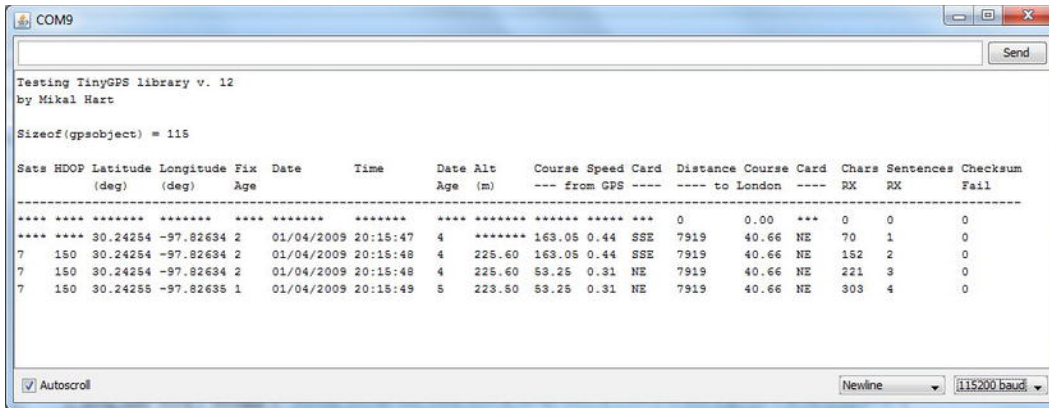 COM9
Send
Testing TinyGPS library v. 12
by Mikal Hart
Sizeof(gpsobject) = 115
Sats HDOP Latitude Longitude Fix Date Time Date Alt Course Speed Card Distance Course Card Chars Sentences Checksum
(deg) (deg) Age Age (m) --- from GPS ---- ---- to London ---- RX RX Fail
-------------------------------------------------------------------------------------------------------------------------------------
**** **** ******* ******* **** ******* ******* **** ******* ****** ***** *** 0 0.00 *** 0 0 0
**** **** 30.24254 -97.82634 2 01/04/2009 20:15:47 4 ******* 163.05 0.44 SSE 7919 40.66 NE 70 1 0
7 150 30.24254 -97.82634 2 01/04/2009 20:15:48 4 225.60 163.05 0.44 SSE 7919 40.66 NE 152 2 0
7 150 30.24254 -97.82634 2 01/04/2009 20:15:48 4 225.60 53.25 0.31 NE 7919 40.66 NE 221 3 0
7 150 30.24255 -97.82635 1 01/04/2009 20:15:49 5 223.50 53.25 0.31 NE 7919 40.66 NE 303 4 0
Autoscroll
Newline
115200 baud